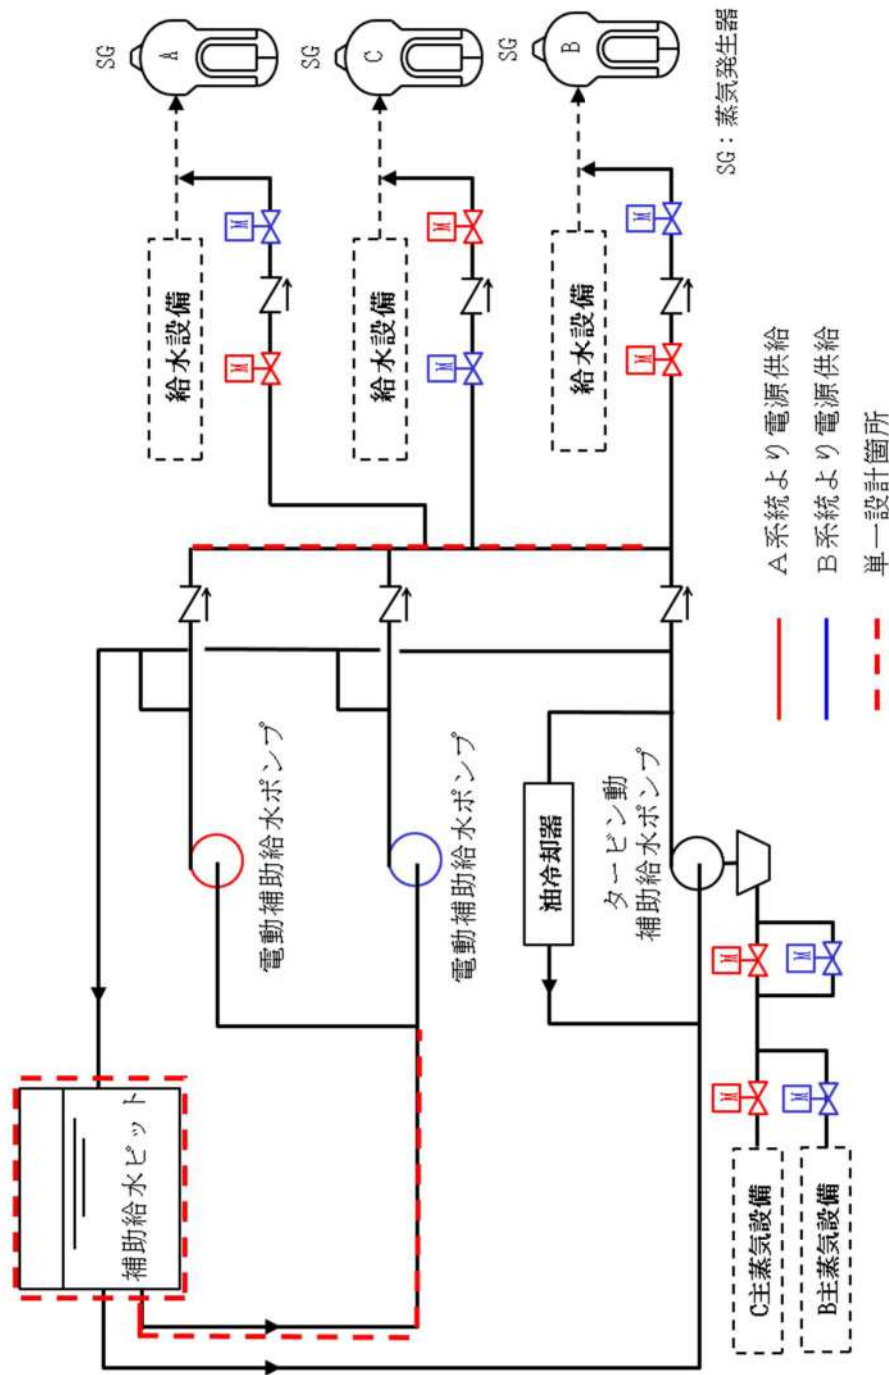 補助給水ピット
電動補助給水ポンプ
電動補助給水ポンプ
油冷却器
タービン動
補助給水ポンプ
C主蒸気設備
B主蒸気設備
M
M
M
M
給水設備
M
M
SG
A
給水設備
M
M
SG
C
給水設備
M
M
SG
B
SG：蒸気発生器
A系統より電源供給
B系統より電源供給
単一設計箇所